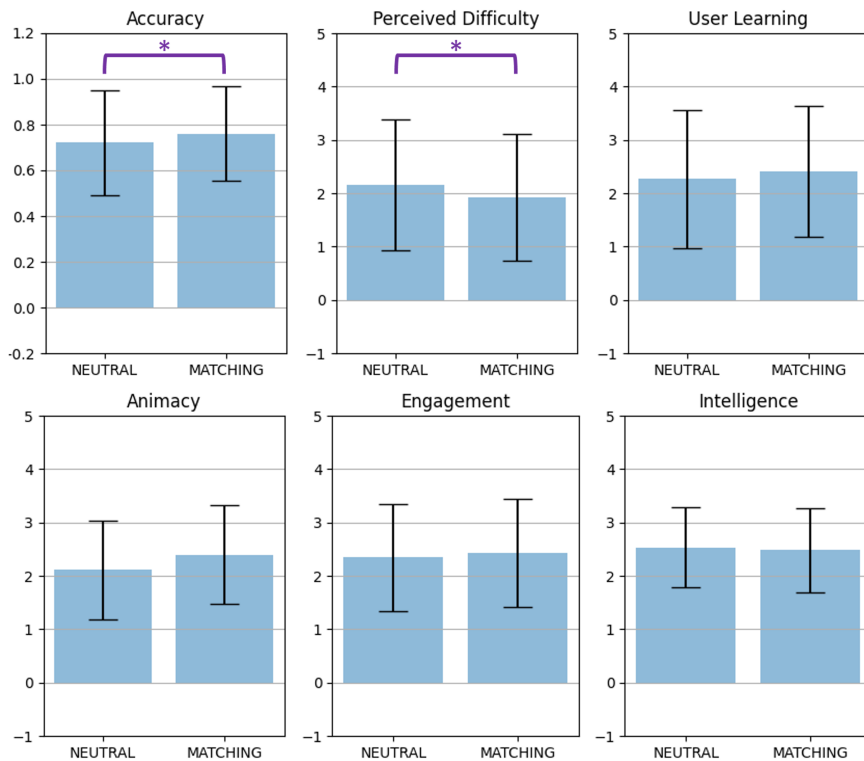 Accuracy
Perceived Difficulty
User Learning
1.2
1.0
0.8
0.6
0.4
0.2
0.0
-0.2
*
NEUTRAL
MATCHING
5
4
3
2
1
0
−1
*
NEUTRAL
MATCHING
5
4
3
2
1
0
−1
NEUTRAL
MATCHING
Animacy
Engagement
Intelligence
5
4
3
2
1
0
−1
NEUTRAL
MATCHING
5
4
3
2
1
0
−1
NEUTRAL
MATCHING
5
4
3
2
1
0
−1
NEUTRAL
MATCHING